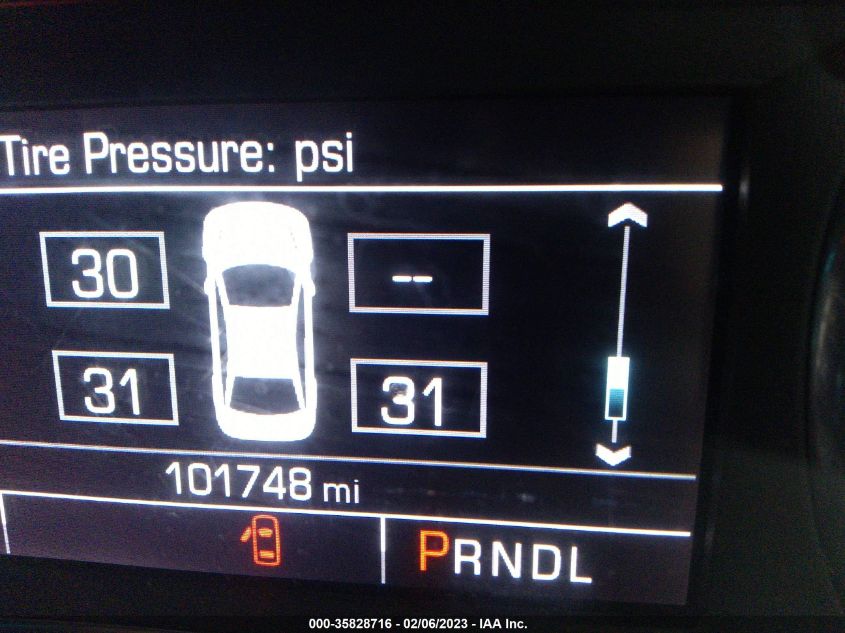 Tire Pressure: psi
30 --
31 31
101748 mi
PRNDL
000-35828716 - 02/06/2023 - IAA Inc.